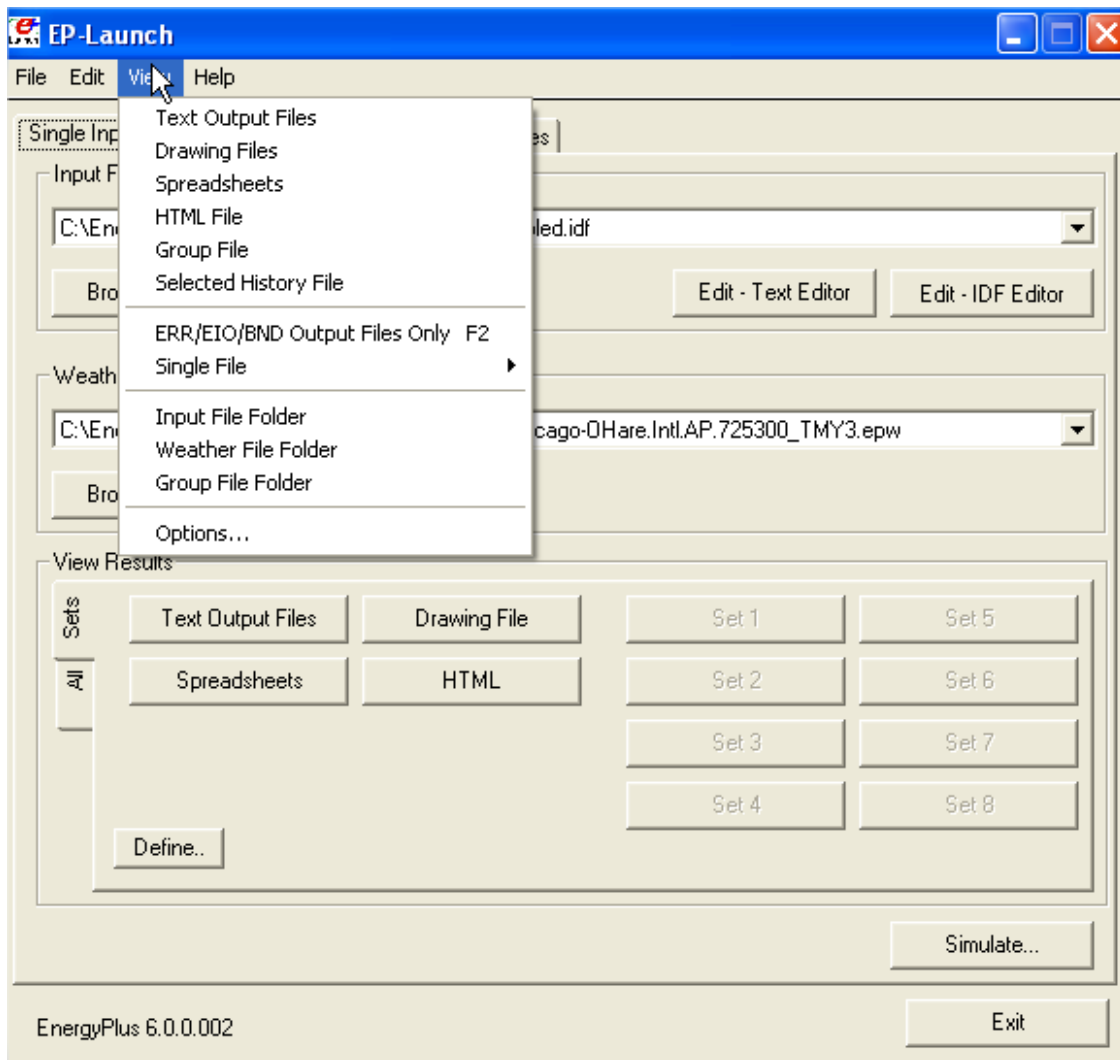 EP-Launch
File Edit View Help
Text Output Files
Drawing Files
Spreadsheets
HTML File
Group File
Selected History File
ERR/EIO/BND Output Files Only F2
Single File
Input File Folder
Weather File Folder
Group File Folder
Options...
Single Inp
es
Input F
C:\Ene
led.idf
Bro
Edit - Text Editor Edit - IDF Editor
Weath
C:\Ene
cago-OHare.Intl.AP.725300_TMY3.epw
Bro
View Results
Sets
All
Text Output Files Drawing File Set 1 Set 5
Spreadsheets HTML Set 2 Set 6
Set 3 Set 7
Set 4 Set 8
Define..
Simulate...
EnergyPlus 6.0.0.002 Exit